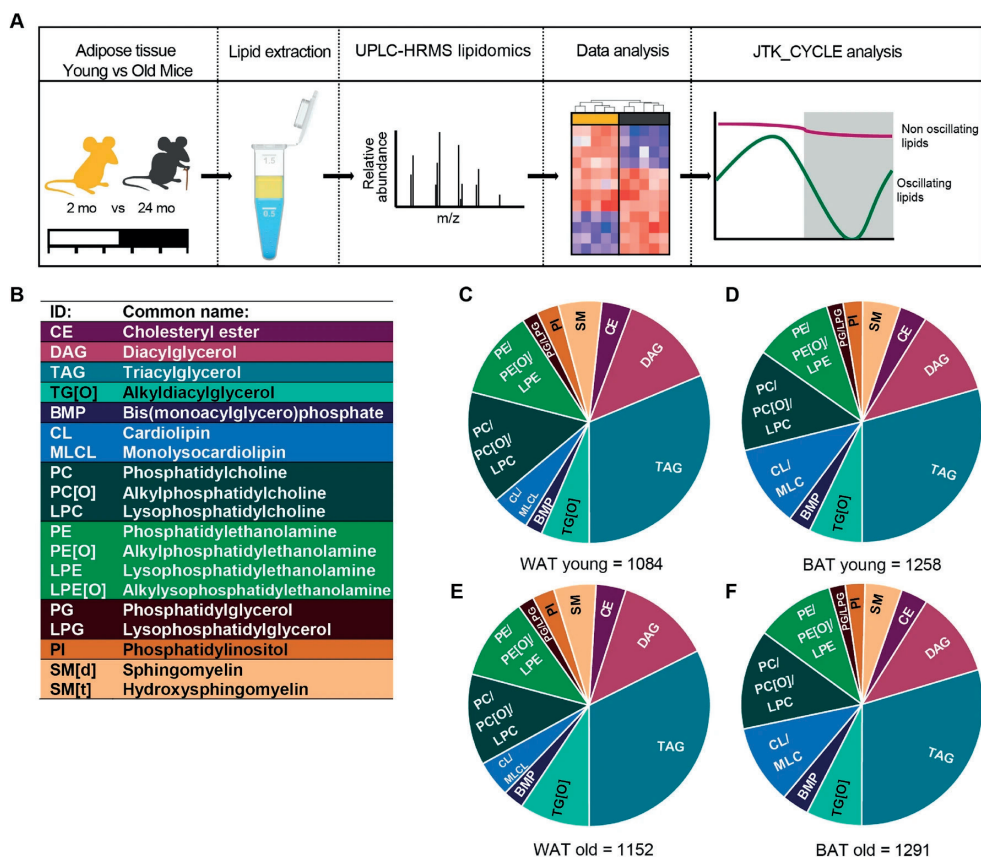 A
Adipose tissue
Young vs Old Mice
Lipid extraction
UPLC-HRMS lipidomics
Data analysis
JTK_CYCLE analysis
2 mo vs 24 mo
1.5
0.5
Relative
abundance
m/z
Non oscillating
lipids
Oscillating
lipids
B
ID: Common name:
CE Cholesteryl ester
DAG Diacylglycerol
TAG Triacylglycerol
TG[O] Alkyldiacylglycerol
BMP Bis(monoacylglycero)phosphate
CL Cardiolipin
MLCL Monolysocardiolipin
PC Phosphatidylcholine
PC[O] Alkylphosphatidylcholine
LPC Lysophosphatidylcholine
PE Phosphatidylethanolamine
PE[O] Alkylphosphatidylethanolamine
LPE Lysophosphatidylethanolamine
LPE[O] Alkylysophosphatidylethanolamine
PG Phosphatidylglycerol
LPG Lysophosphatidylglycerol
PI Phosphatidylinositol
SM[d] Sphingomyelin
SM[t] Hydroxysphingomyelin
C
CE
DAG
TAG
TG[O]
BMP
CL/
MLCL
PC/
PC[O]/
LPC
PE/
PE[O]/
LPE
PG/LPG
PI
SM
WAT young = 1084
D
CE
DAG
TAG
TG[O]
BMP
CL/
MLC
PC/
PC[O]/
LPC
PE/
PE[O]/
LPE
PG/LPG
PI
SM
BAT young = 1258
E
CE
DAG
TAG
TG[O]
BMP
CL/
MLCL
PC/
PC[O]/
LPC
PE/
PE[O]/
LPE
PG/LPG
PI
SM
WAT old = 1152
F
CE
DAG
TAG
TG[O]
BMP
CL/
MLC
PC/
PC[O]/
LPC
PE/
PE[O]/
LPE
PG/LPG
PI
SM
BAT old = 1291